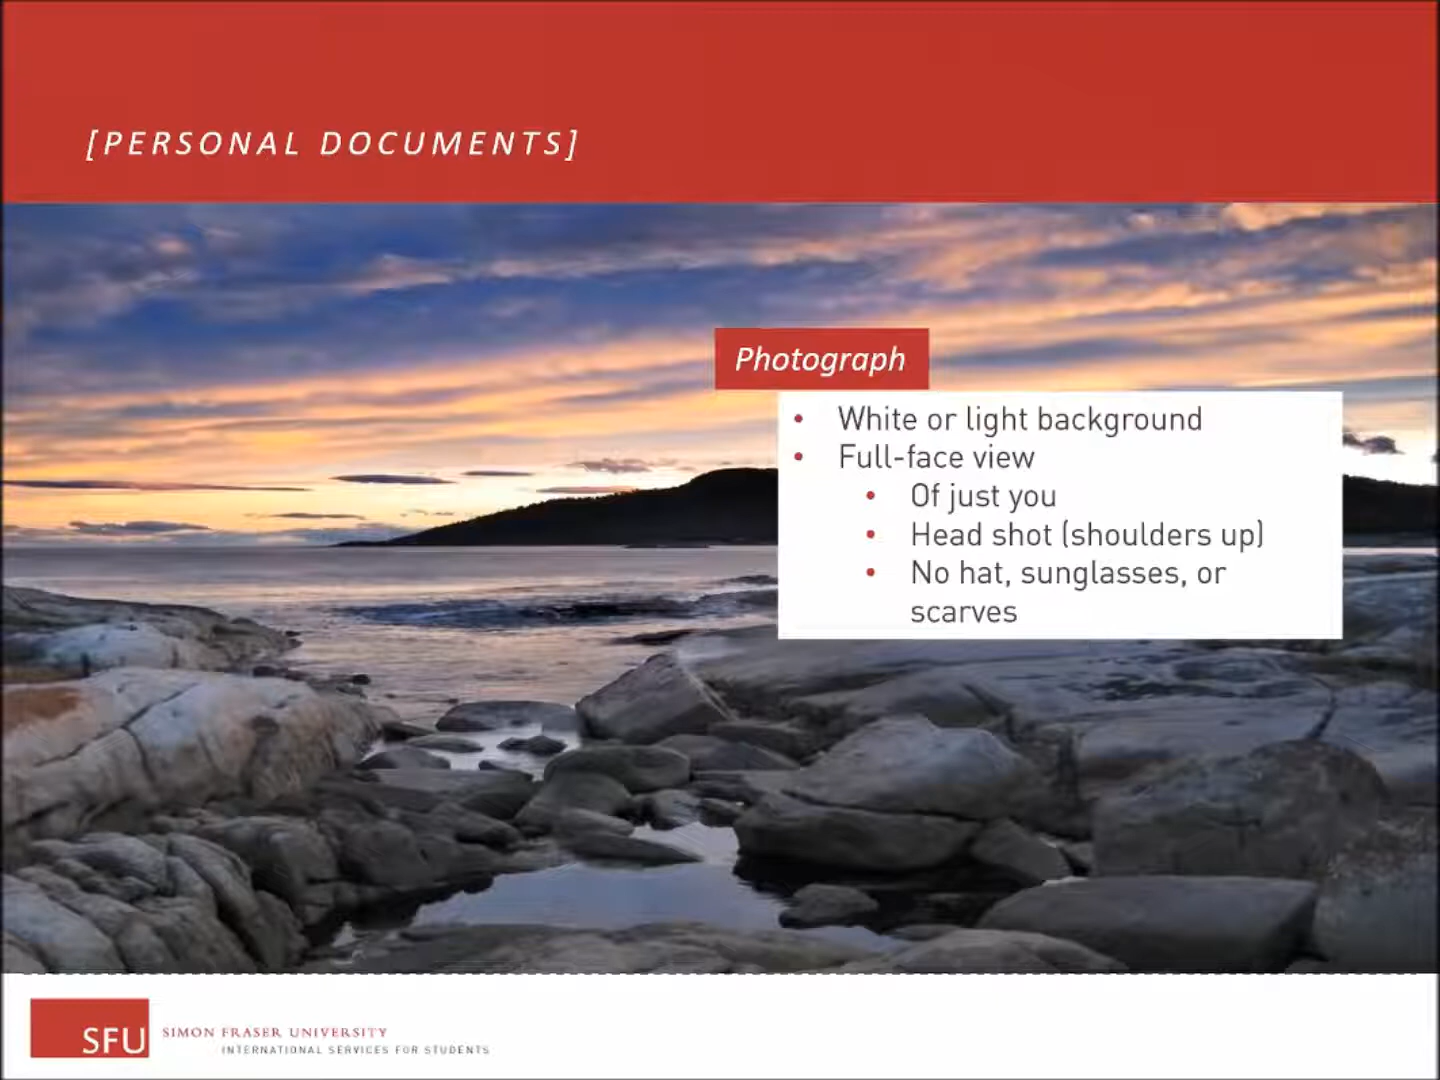 [PERSONAL DOCUMENTS]
Photograph
• White or light background
• Full-face view
• Of just you
• Head shot (shoulders up)
• No hat, sunglasses, or
scarves
SFU
SIMON FRASER UNIVERSITY
INTERNATIONAL SERVICES FOR STUDENTS